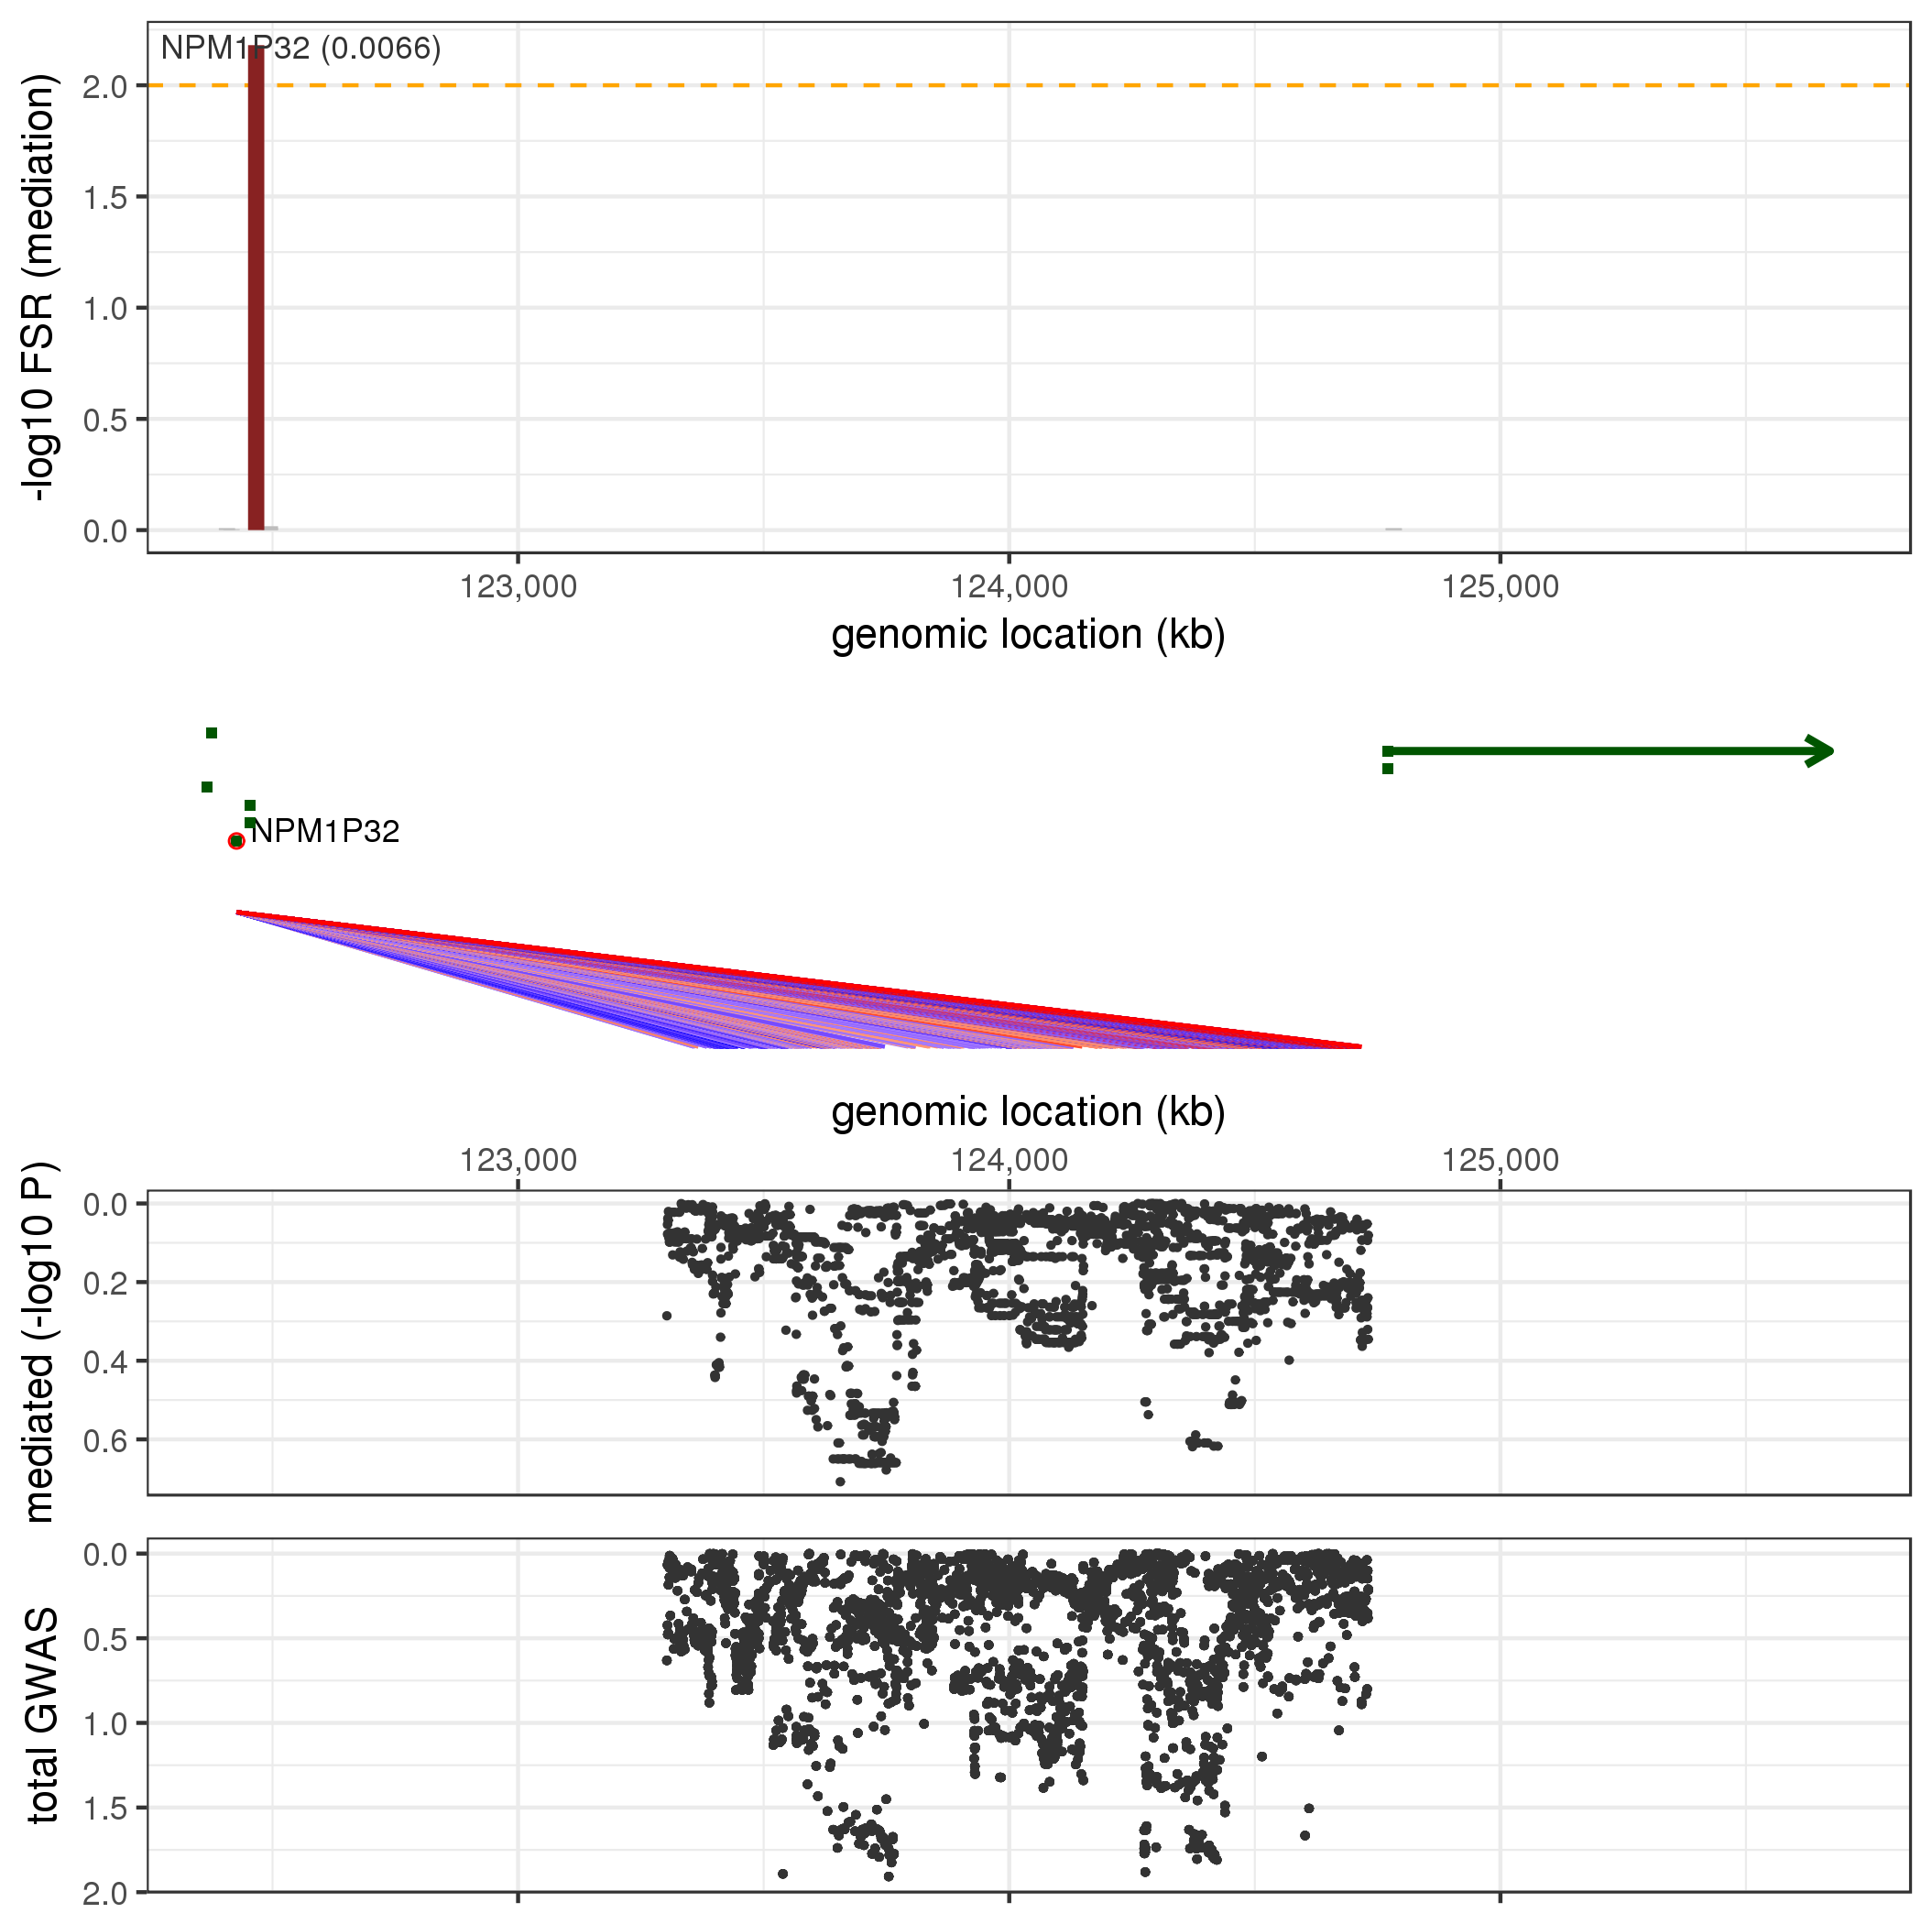 NPM1P32 (0.0066)
-log10 FSR (mediation)
2.0
1.5
1.0
0.5
0.0
123,000 124,000 125,000
genomic location (kb)
NPM1P32
genomic location (kb)
123,000 124,000 125,000
mediated (-log10 P)
0.0
0.2
0.4
0.6
total GWAS
0.0
0.5
1.0
1.5
2.0